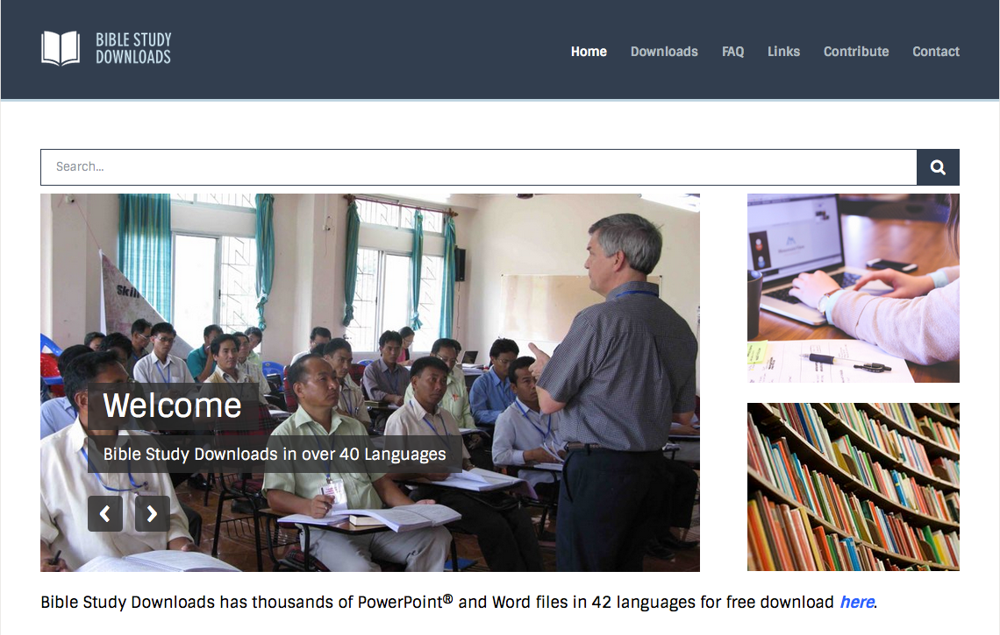 BIBLE STUDY
DOWNLOADS
Home Downloads FAQ Links Contribute Contact
Search...
Skill
Welcome
Bible Study Downloads in over 40 Languages
Bible Study Downloads has thousands of PowerPoint® and Word files in 42 languages for free download here.